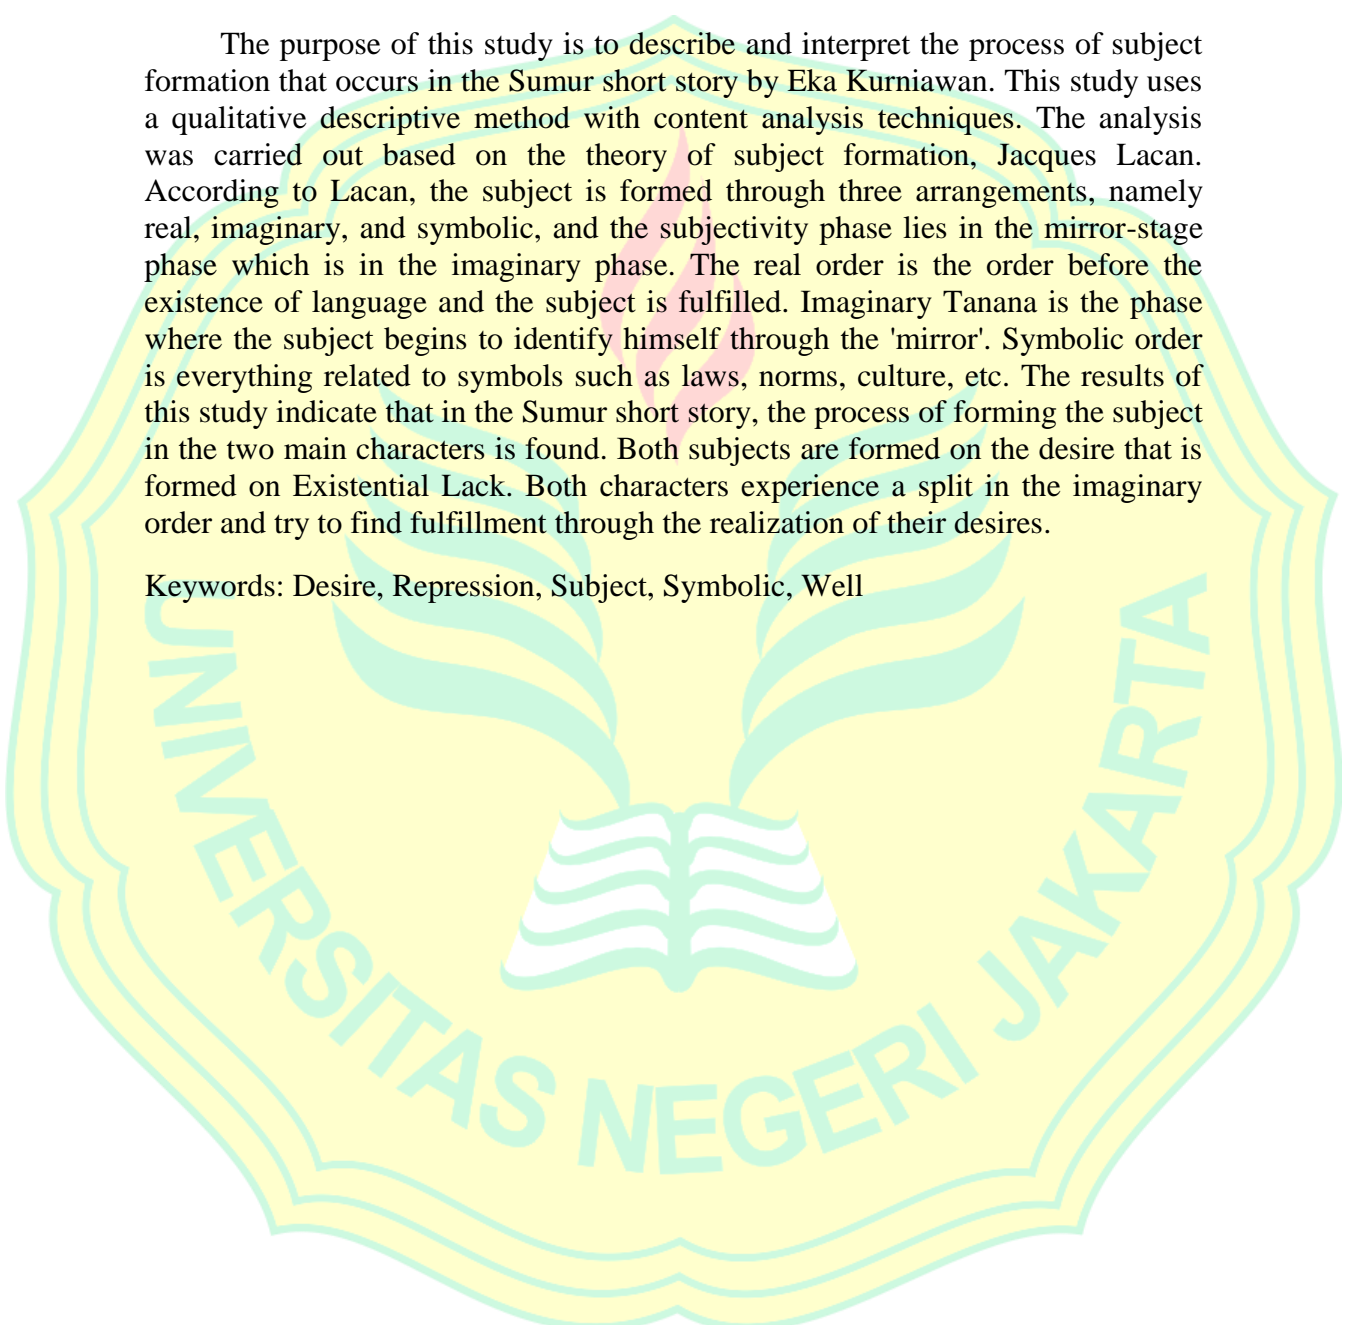 The purpose of this study is to describe and interpret the process of subject
formation that occurs in the Sumur short story by Eka Kurniawan. This study uses
a qualitative descriptive method with content analysis techniques. The analysis
was carried out based on the theory of subject formation, Jacques Lacan.
According to Lacan, the subject is formed through three arrangements, namely
real, imaginary, and symbolic, and the subjectivity phase lies in the mirror-stage
phase which is in the imaginary phase. The real order is the order before the
existence of language and the subject is fulfilled. Imaginary Tanana is the phase
where the subject begins to identify himself through the 'mirror'. Symbolic order
is everything related to symbols such as laws, norms, culture, etc. The results of
this study indicate that in the Sumur short story, the process of forming the subject
in the two main characters is found. Both subjects are formed on the desire that is
formed on Existential Lack. Both characters experience a split in the imaginary
order and try to find fulfillment through the realization of their desires.
Keywords: Desire, Repression, Subject, Symbolic, Well
UNIVERSITAS NEGERI JAKARTA